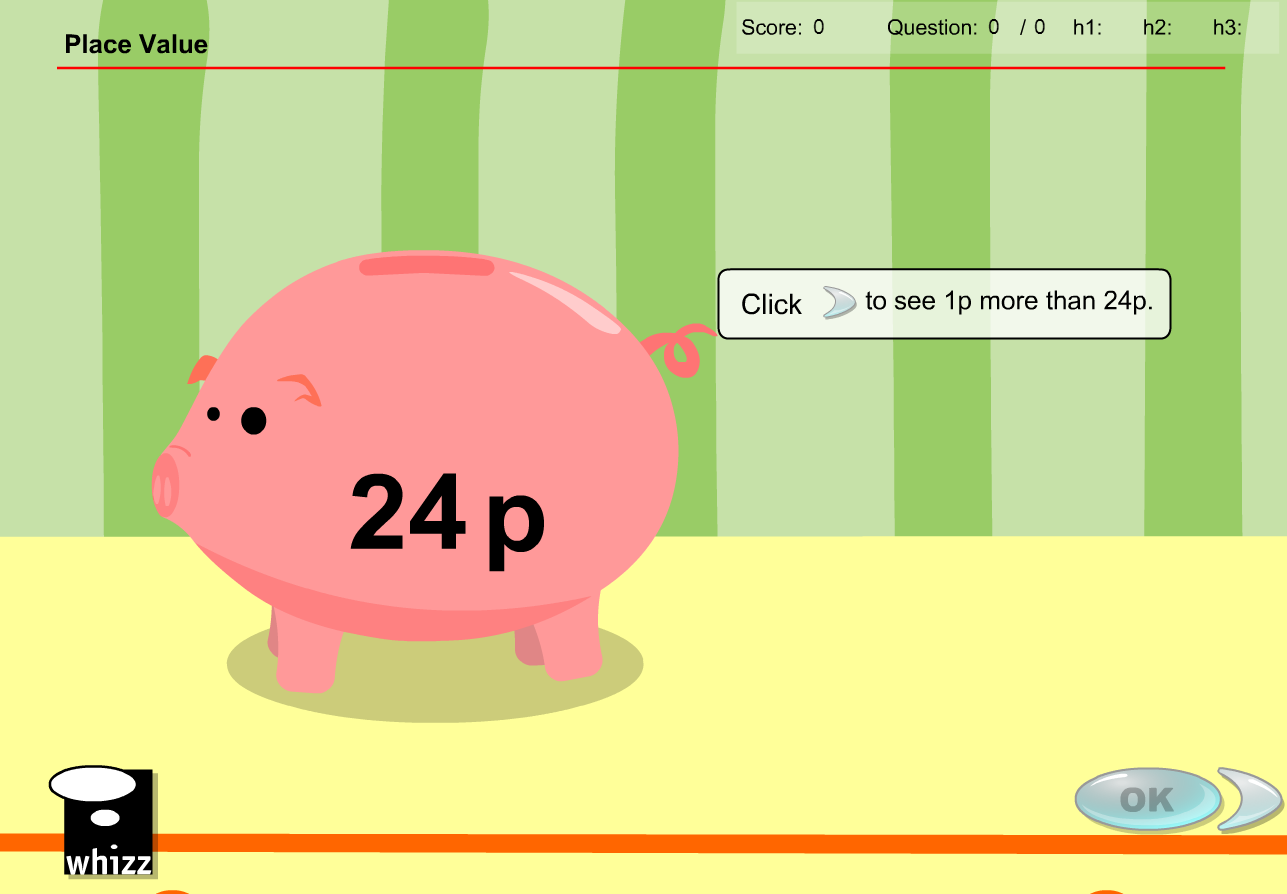 Score: 0 Question: 0 / 0 h1: h2: h3:
Place Value
Click to see 1p more than 24p.
24 p
OK
whizz